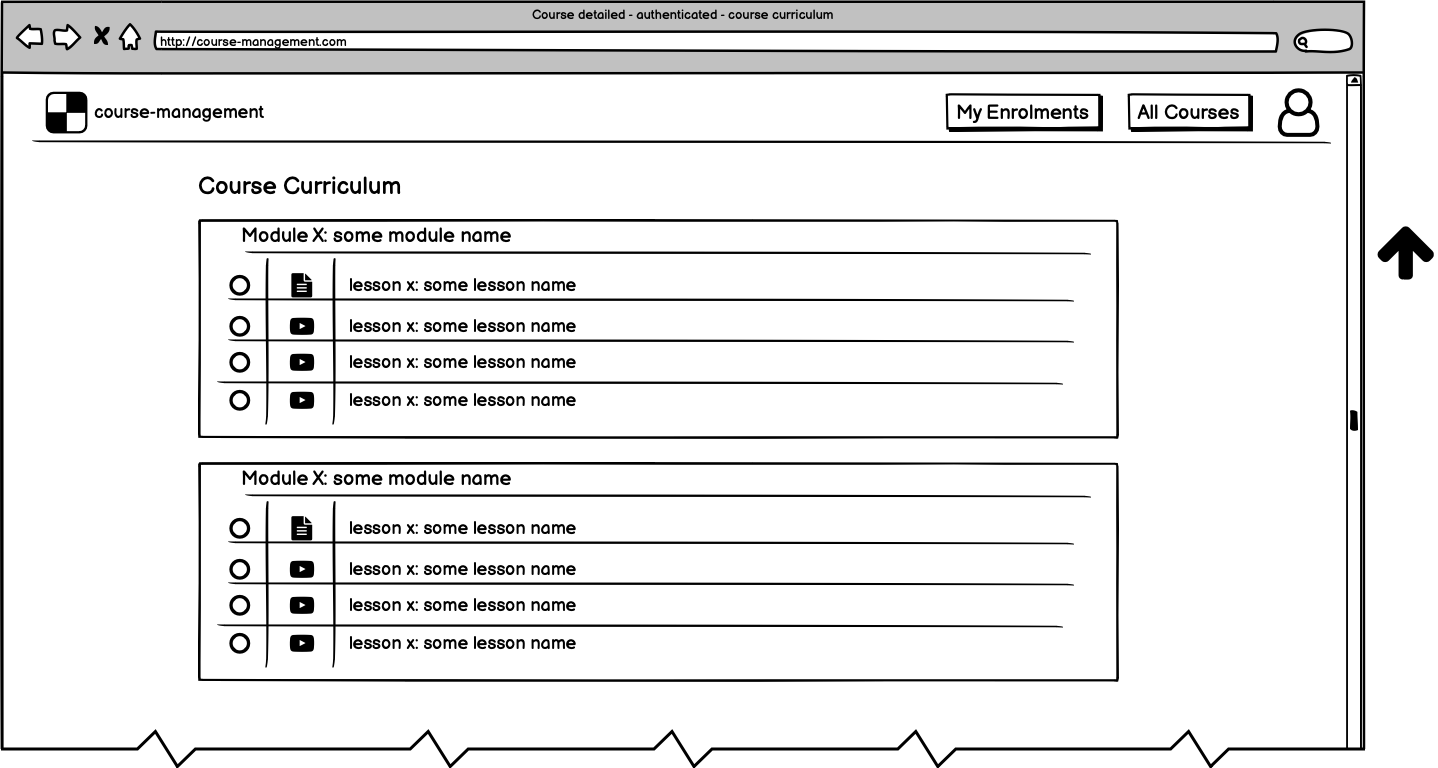 Course detailed - authenticated - course curriculum
http://course-management.com
course-management
My Enrolments
All Courses
Course Curriculum
Module X: some module name
lesson x: some lesson name
lesson x: some lesson name
lesson x: some lesson name
lesson x: some lesson name
Module X: some module name
lesson x: some lesson name
lesson x: some lesson name
lesson x: some lesson name
lesson x: some lesson name